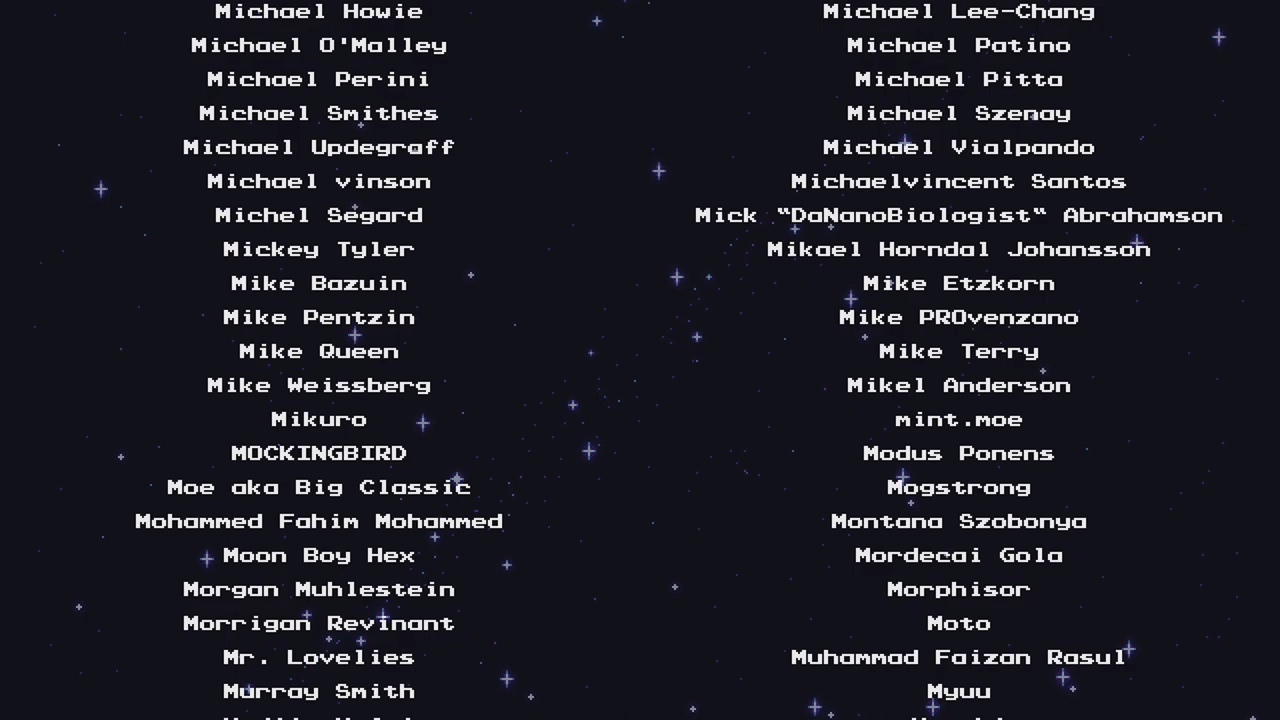 Michael Howie
Michael Lee-Chang
Michael O'Malley
Michael Patino
Michael Perini
Michael Pitta
Michael Smithes
Michael Szenay
Michael Updegraff
Michael Vialpando
Michael vinson
Michaelvincent Santos
Michel Segard
Mick "DaNanoBiologist" Abrahamson
Mickey Tyler
Mikael Horndal Johansson
Mike Bazuin
Mike Etzkorn
Mike Pentzin
Mike PROvenzano
Mike Queen
Mike Terry
Mike Weissberg
Mikel Anderson
Mikuro
mint.moe
MOCKINGBIRD
Modus Ponens
Moe aka Big Classic
Mogstrong
Mohammed Fahim Mohammed
Montana Szobonya
Moon Boy Hex
Mordecai Gola
Morgan Muhlestein
Morphisor
Morrigan Revinant
Moto
Mr. Lovelies
Muhammad Faizan Rasul
Murray Smith
Myuu